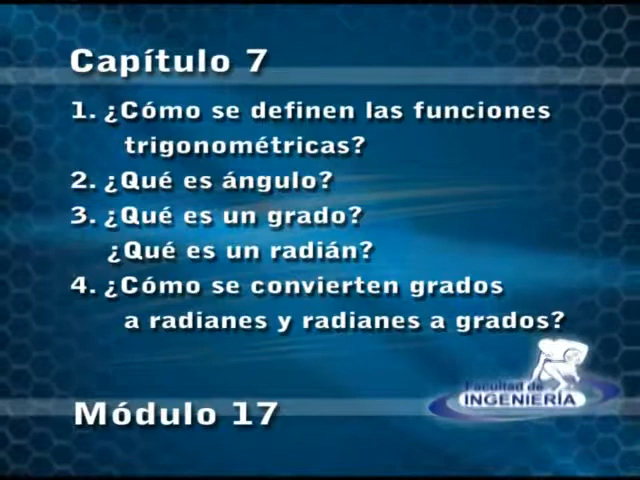 Capítulo 7
1. ¿Cómo se definen las funciones
trigonométricas?
2. ¿Qué es ángulo?
3. ¿Qué es un grado?
¿Qué es un radián?
4. ¿Cómo se convierten grados
a radianes y radianes a grados?
Facultad de
INGENIERÍA
Módulo 17